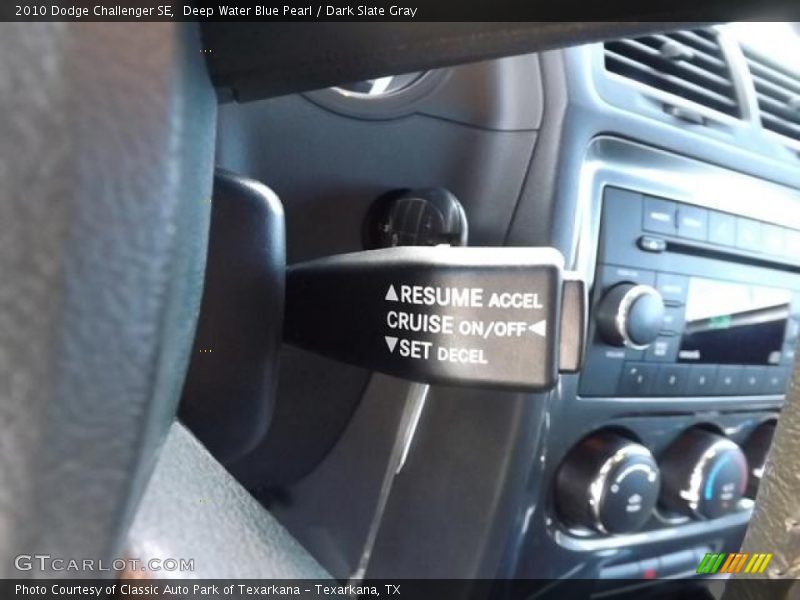 2010 Dodge Challenger SE, Deep Water Blue Pearl / Dark Slate Gray
▲RESUME ACCEL
CRUISE ON/OFF◄
▼SET DECEL
GTCARLOT.COM
Photo Courtesy of Classic Auto Park of Texarkana - Texarkana, TX